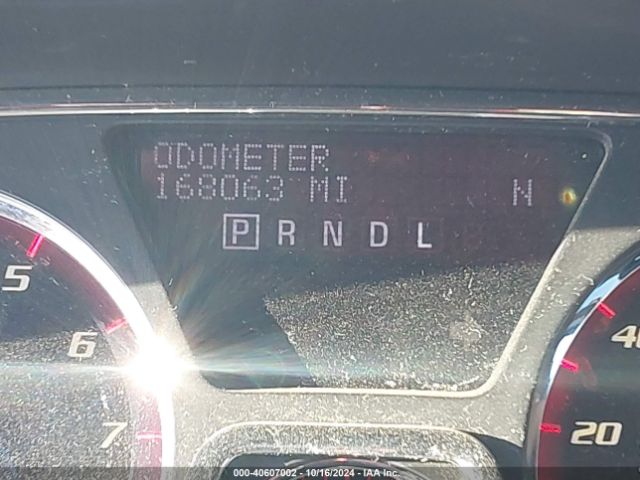 ODOMETER
168063 MI N
P R N D L
5
6
7
40
20
000-40607002 - 10/16/2024 - IAA Inc.